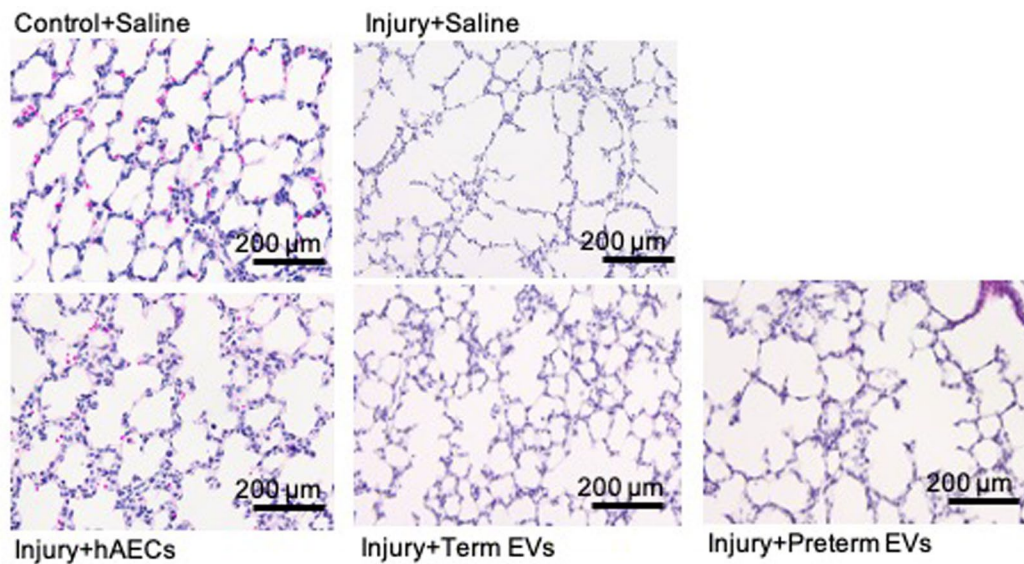 Control+Saline
Injury+Saline
200 µm
200 µm
200 µm
200 µm
200 µm
Injury+hAECs
Injury+Term EVs
Injury+Preterm EVs